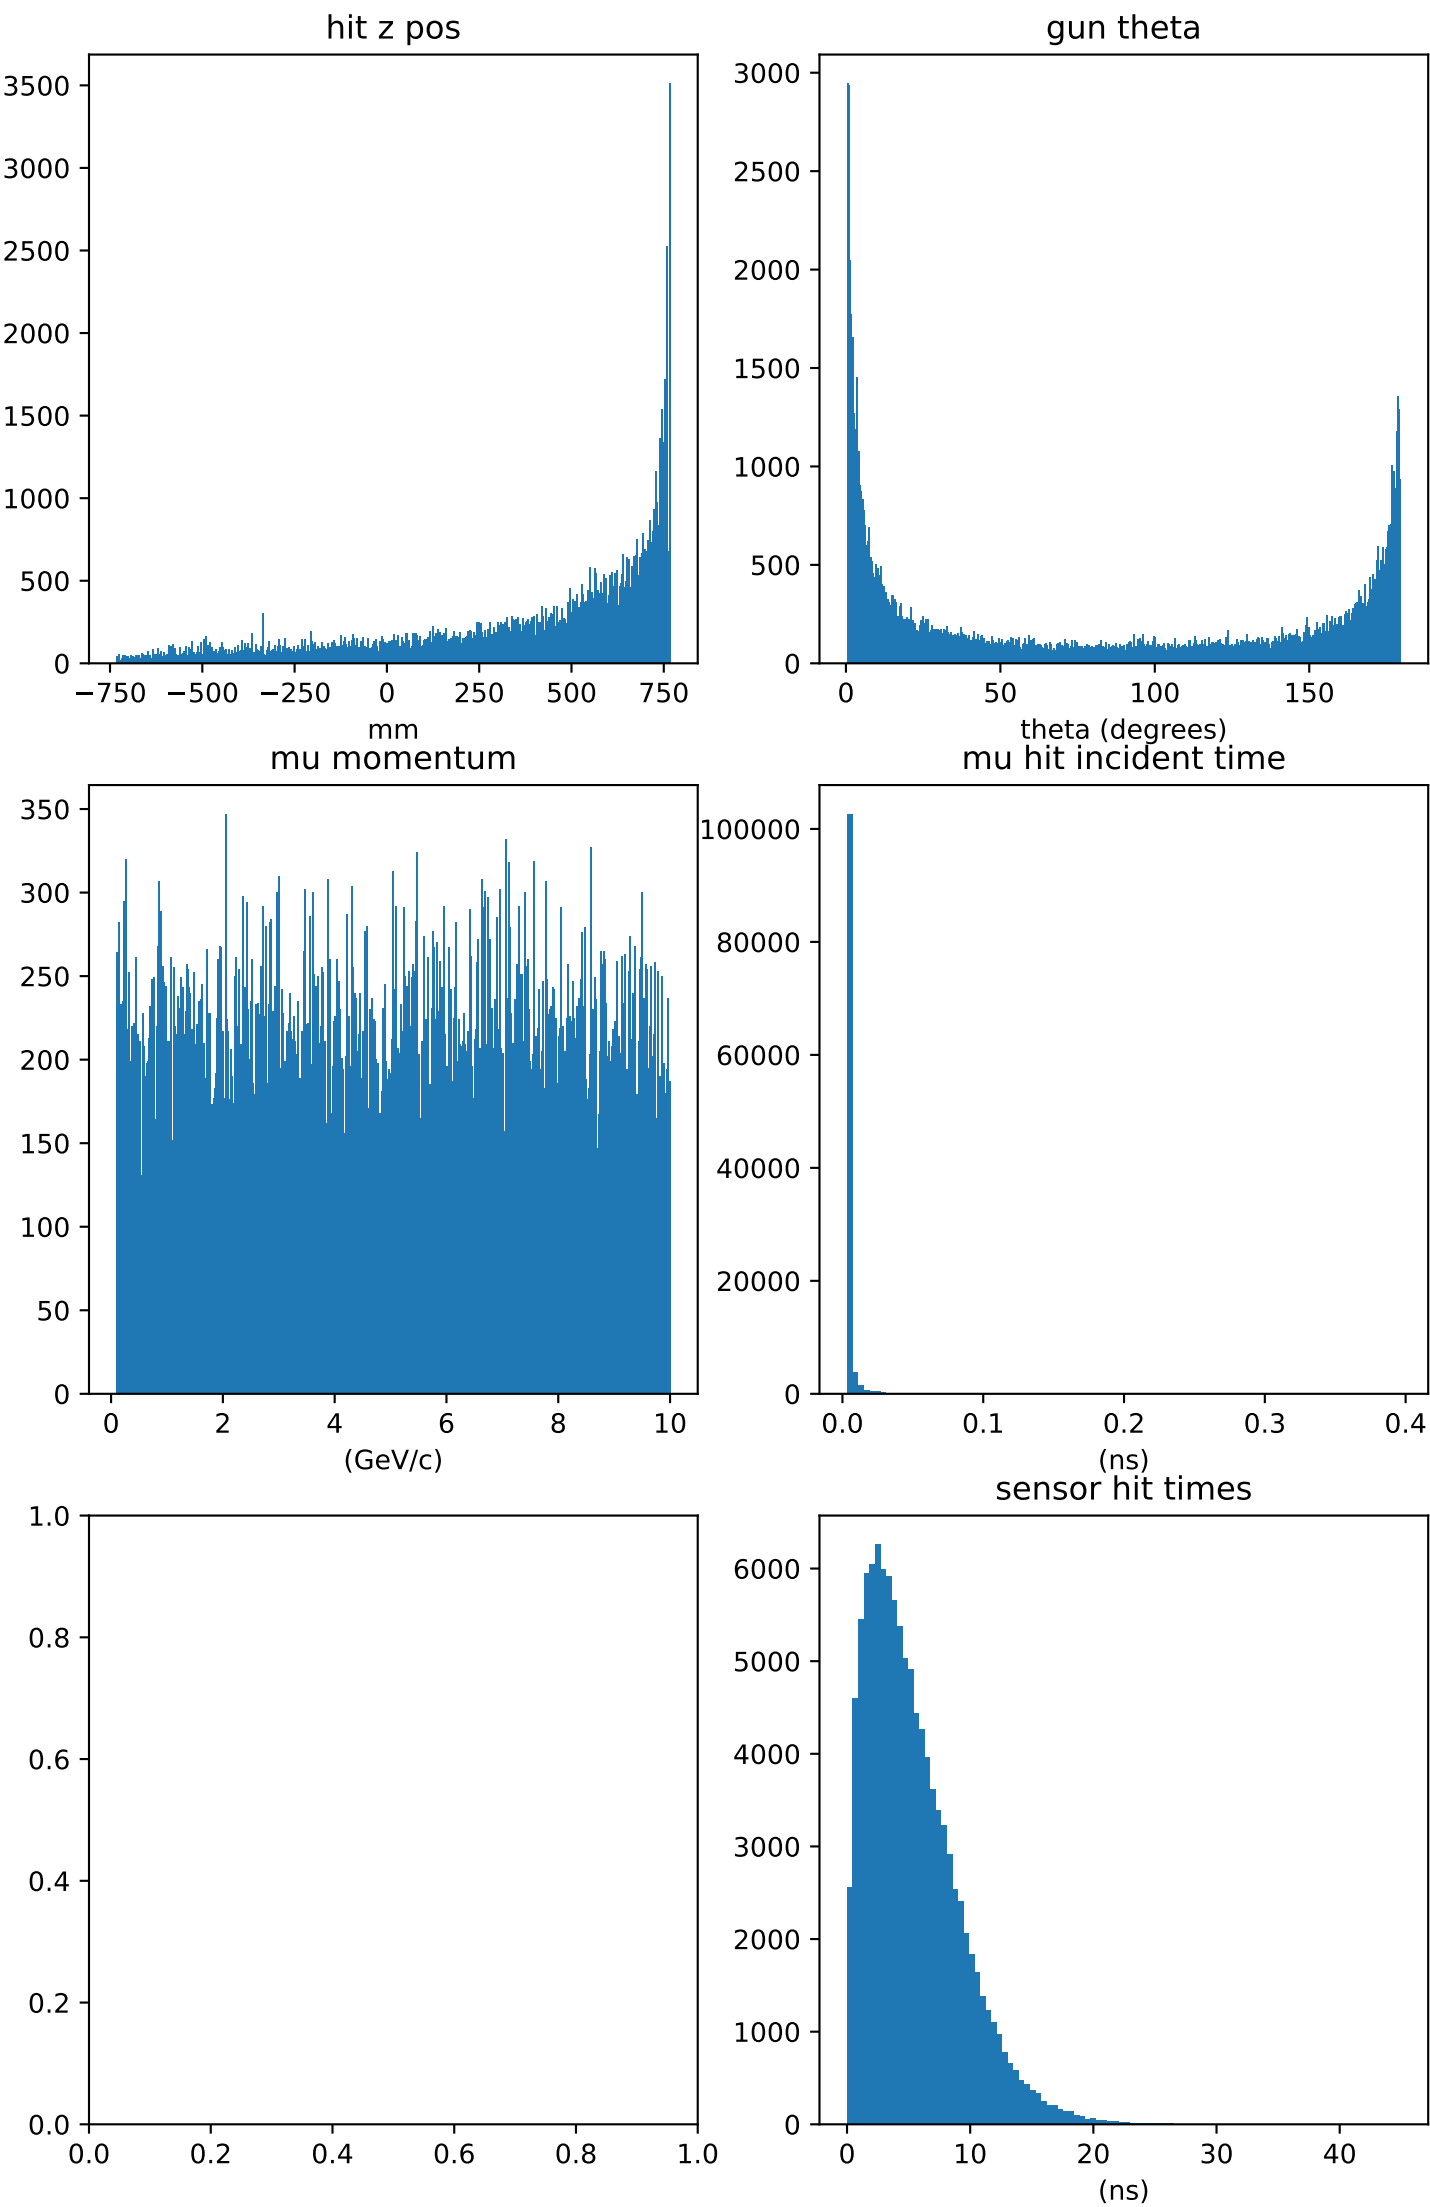 hit z pos
3500
3000
2500
2000
1500
1000
500
0
−750 −500 −250 0 250 500 750
mm
gun theta
3000
2500
2000
1500
1000
500
0
0 50 100 150
theta (degrees)
mu momentum
350
300
250
200
150
100
50
0
0 2 4 6 8 10
(GeV/c)
mu hit incident time
100000
80000
60000
40000
20000
0
0.0 0.1 0.2 0.3 0.4
(ns)
1.0
0.8
0.6
0.4
0.2
0.0
0.0 0.2 0.4 0.6 0.8 1.0
sensor hit times
6000
5000
4000
3000
2000
1000
0
0 10 20 30 40
(ns)